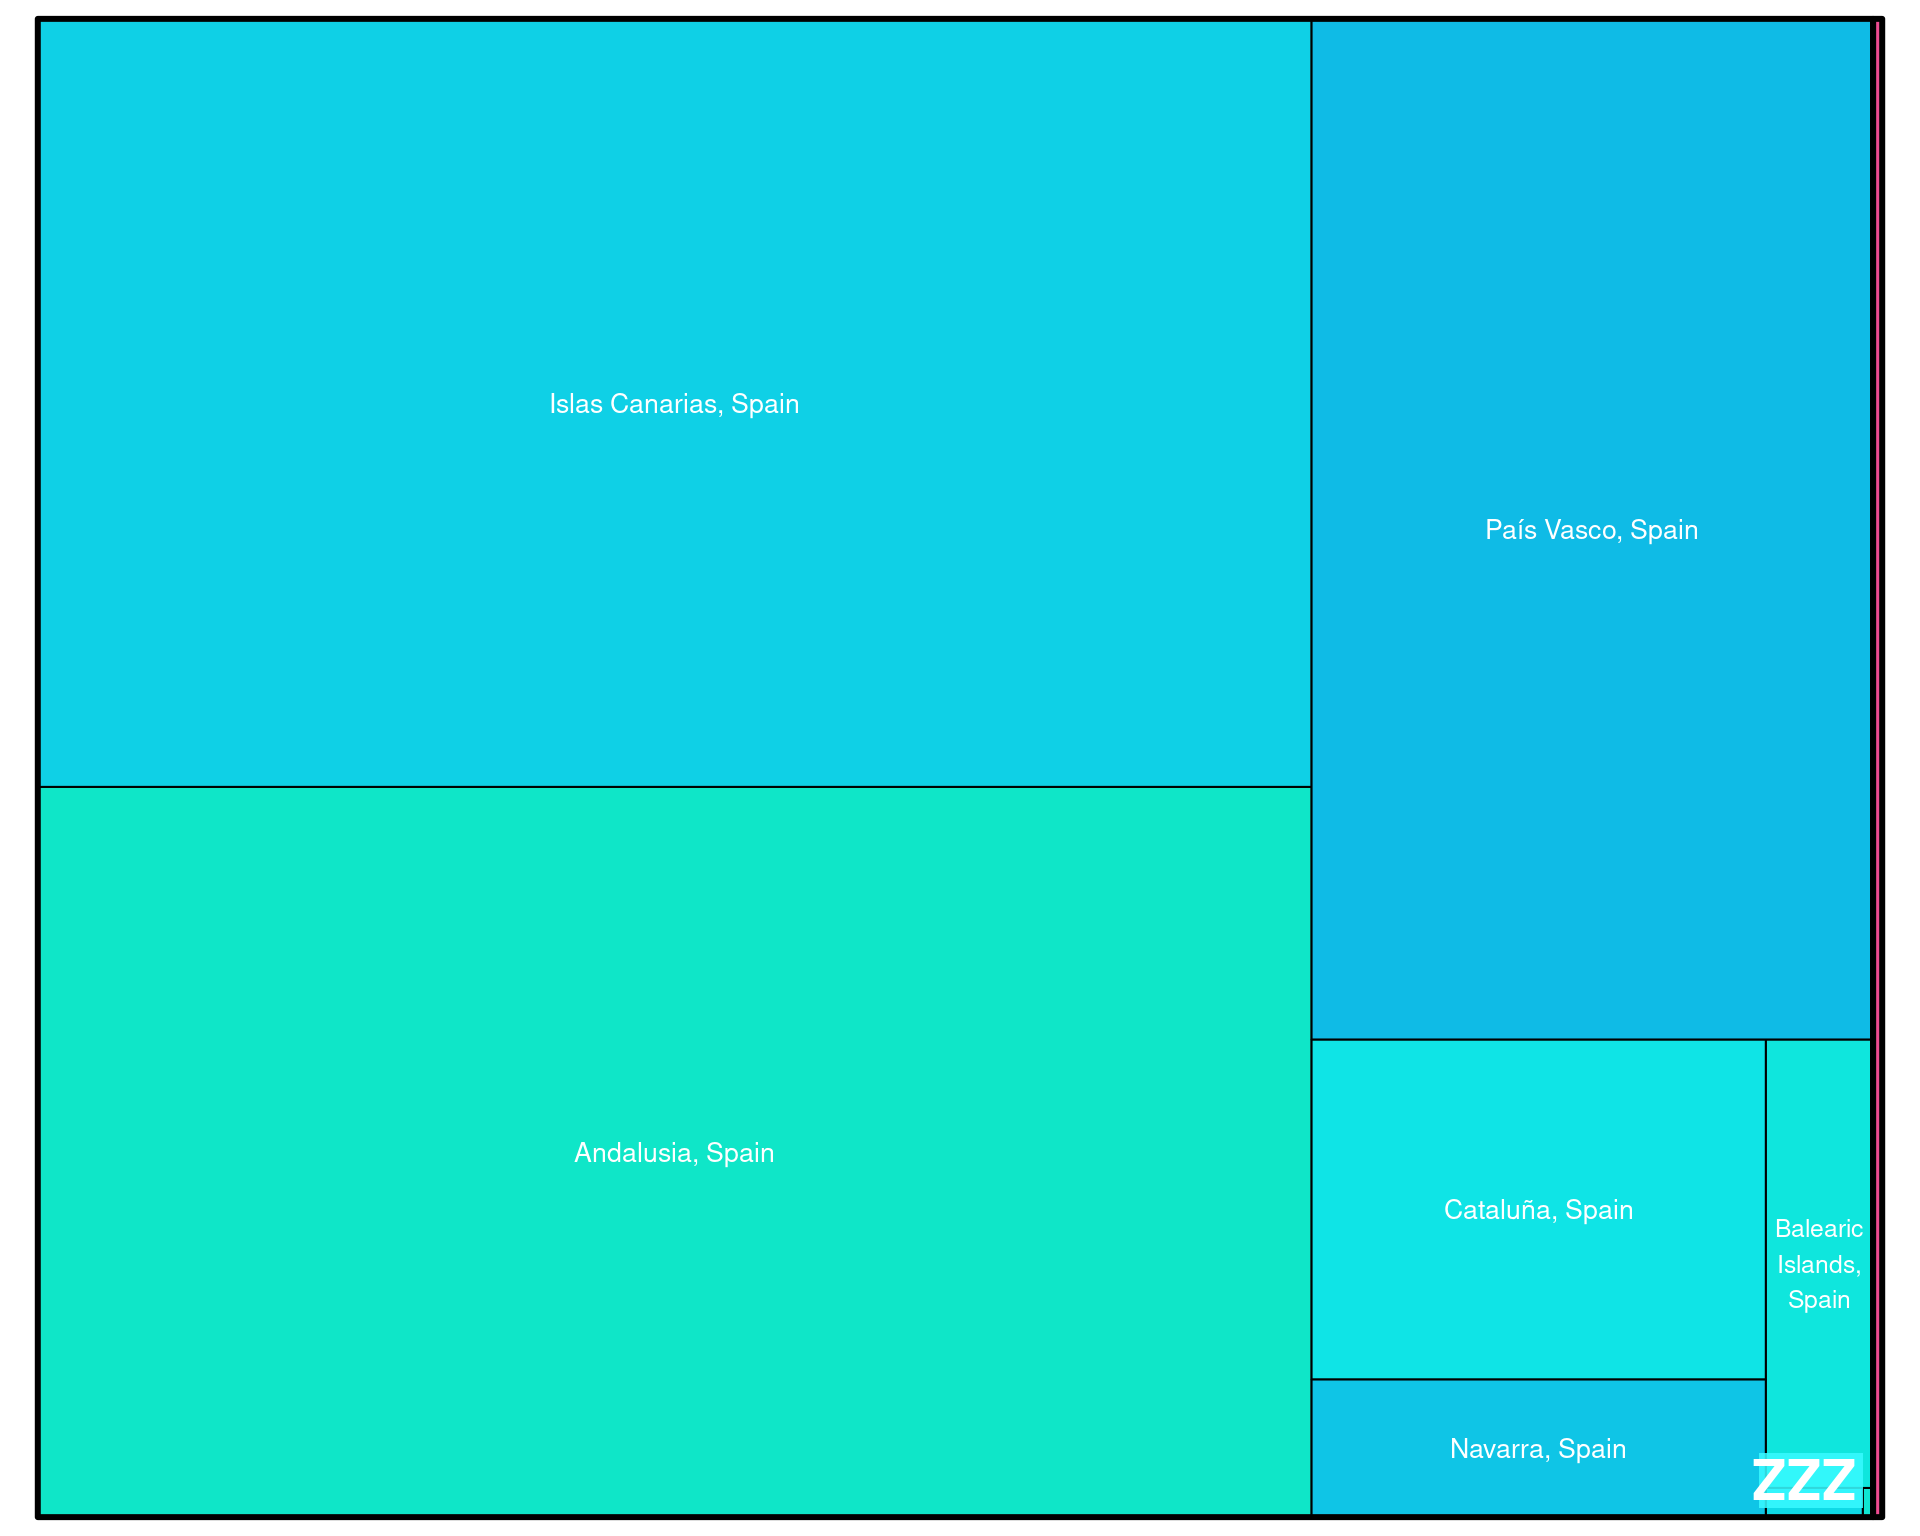 Islas Canarias, Spain
País Vasco, Spain
Andalusia, Spain
Cataluña, Spain
Balearic
Islands,
Spain
Navarra, Spain
ZZZ